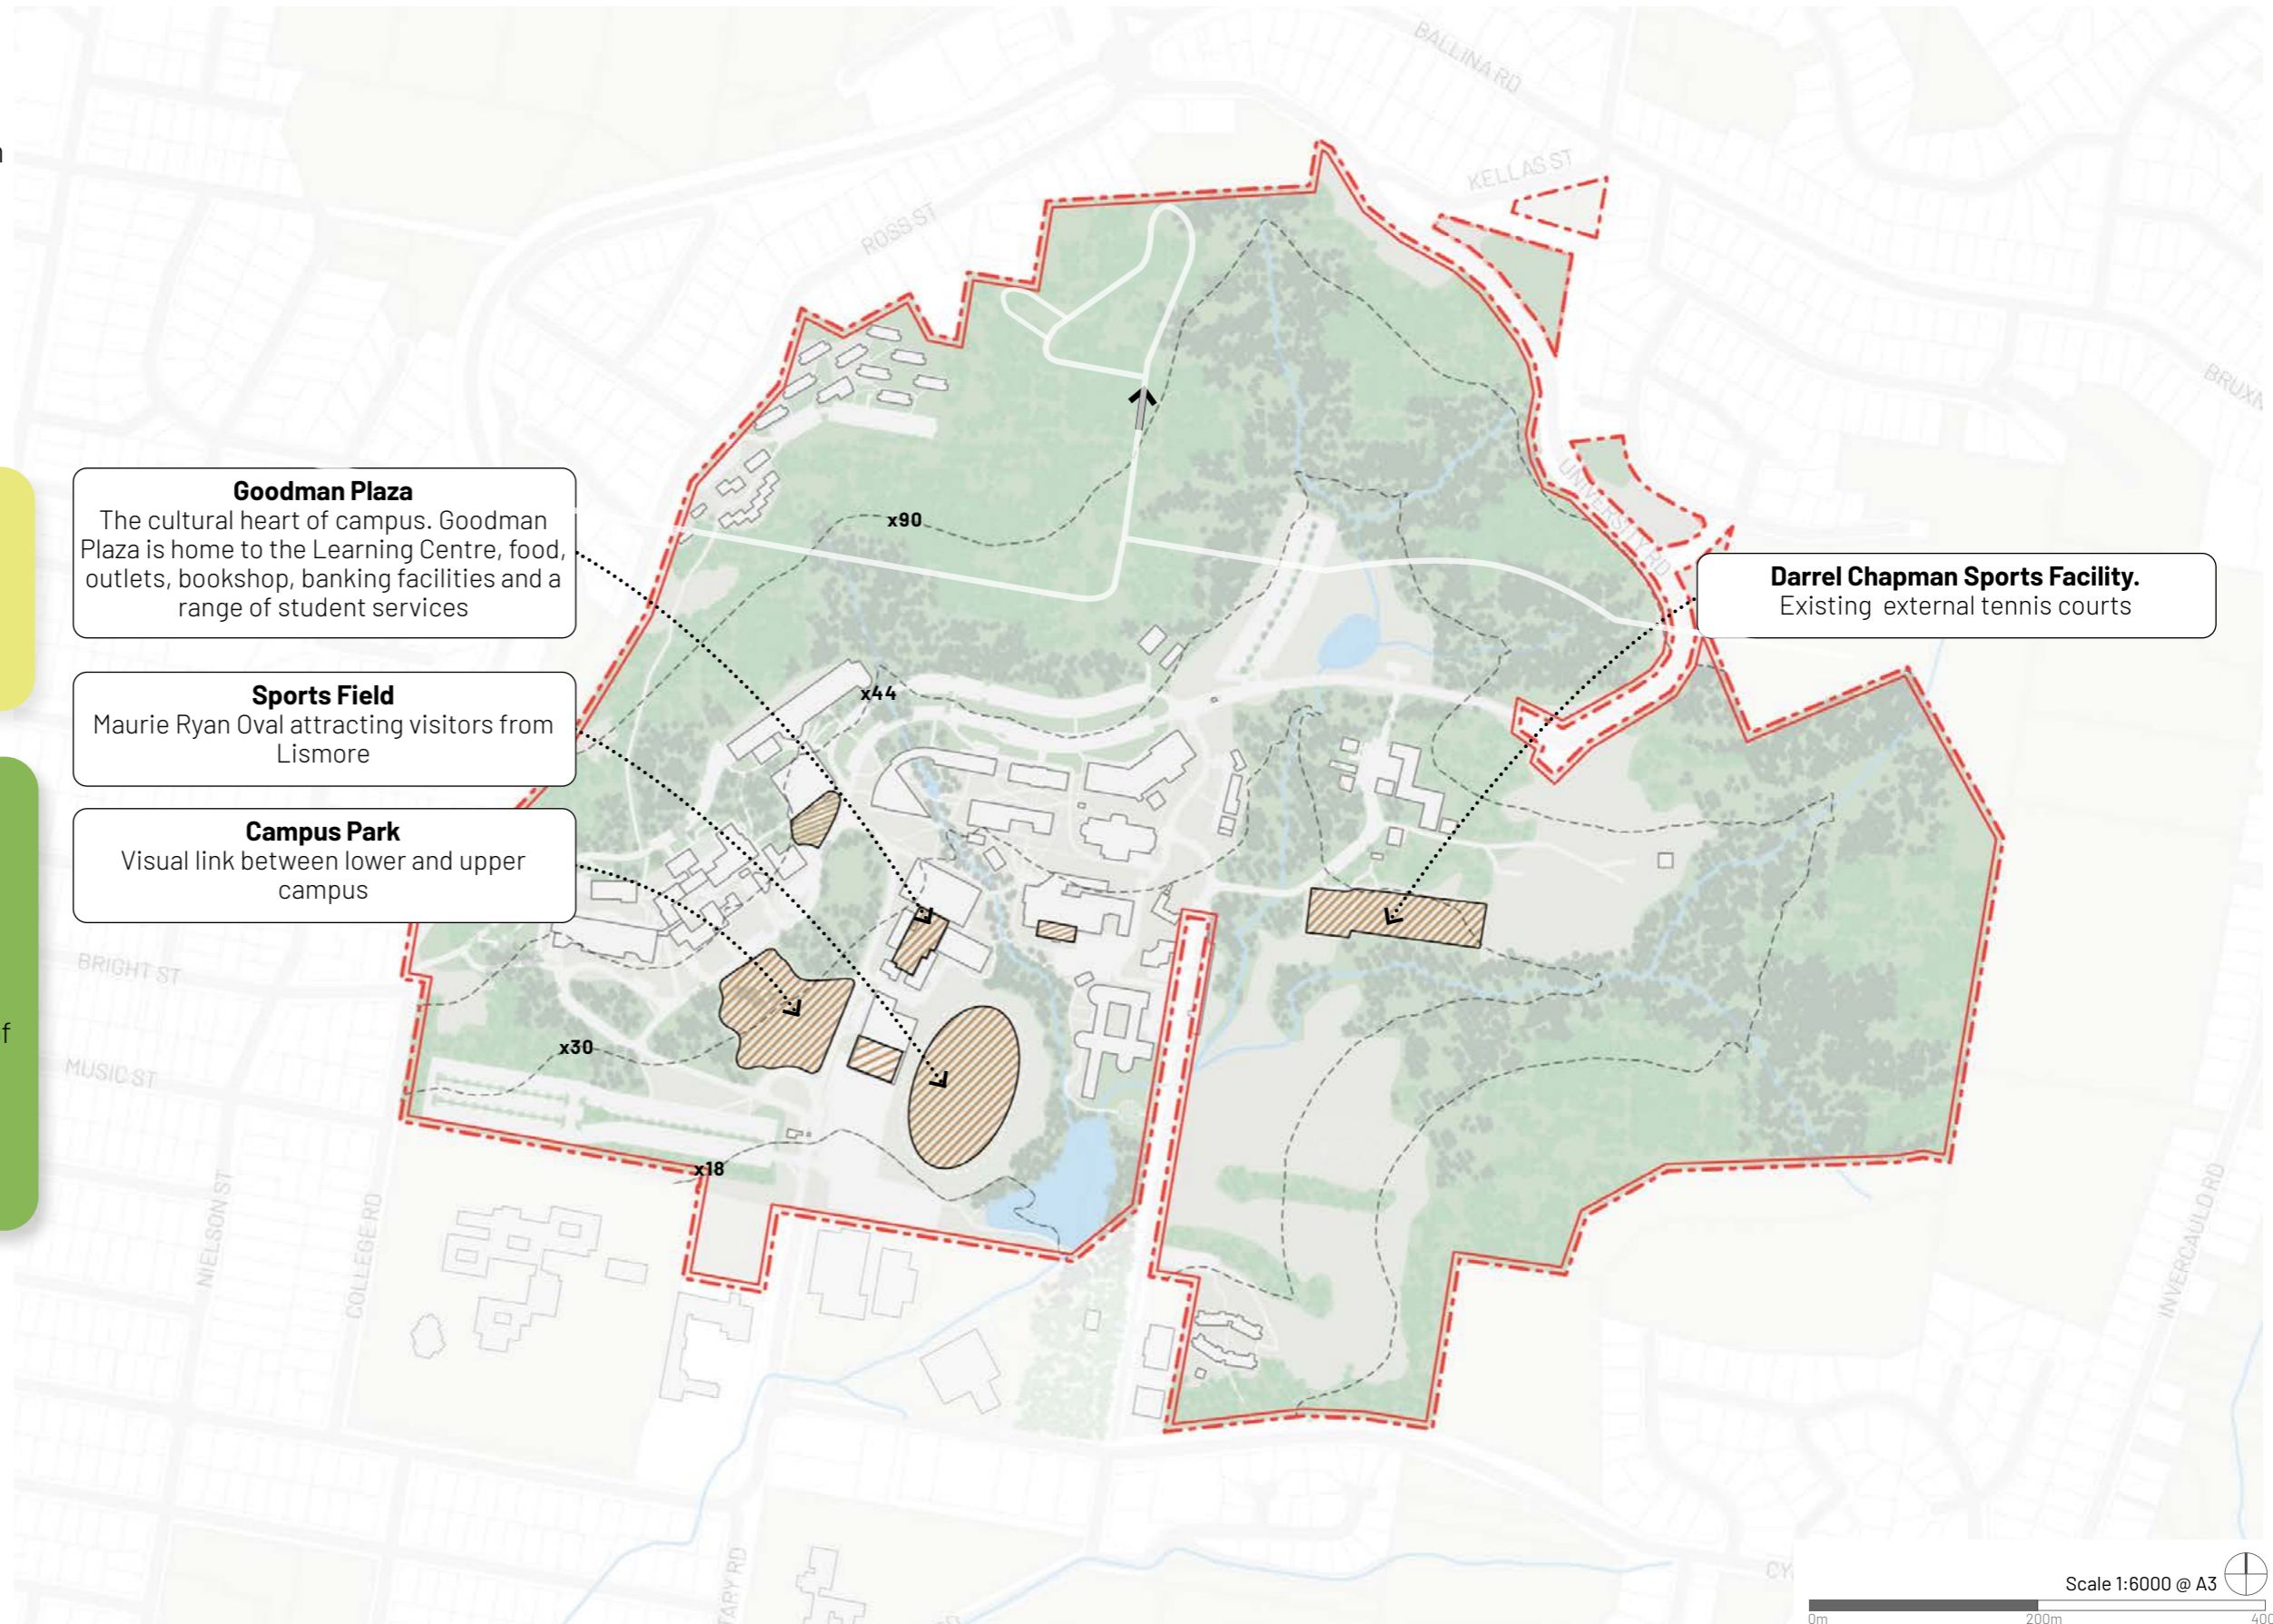 BALLINA RD
KELLAS ST
ROSS ST
UNIVERSITY RD
Goodman Plaza
The cultural heart of campus. Goodman
Plaza is home to the Learning Centre, food,
outlets, bookshop, banking facilities and a
range of student services
x90
Darrel Chapman Sports Facility.
Existing external tennis courts
Sports Field
Maurie Ryan Oval attracting visitors from
Lismore
x44
Campus Park
Visual link between lower and upper
campus
BRIGHT ST
MUSIC ST
x30
x18
NIELSON ST
COLLEGE RD
INVERCAULD RD
Scale 1:6000 @ A3
0m
200m